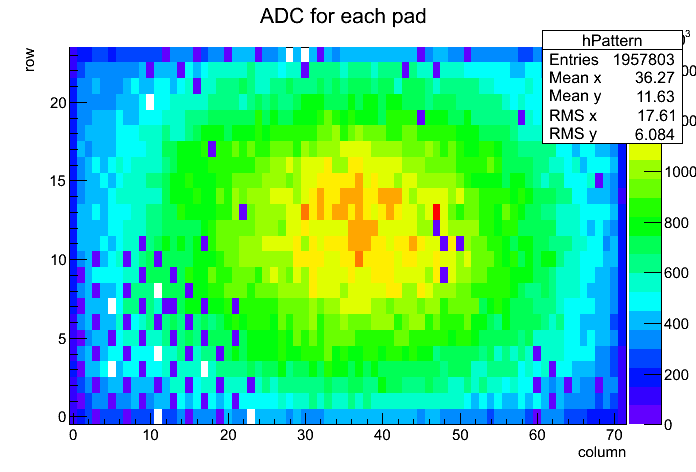 ADC for each pad
hPattern
Entries 1957803
Mean x 36.27
Mean y 11.63
RMS x 17.61
RMS y 6.084
row
20
15
10
5
0
0 10 20 30 40 50 60 70
column
1000
800
600
400
200
0